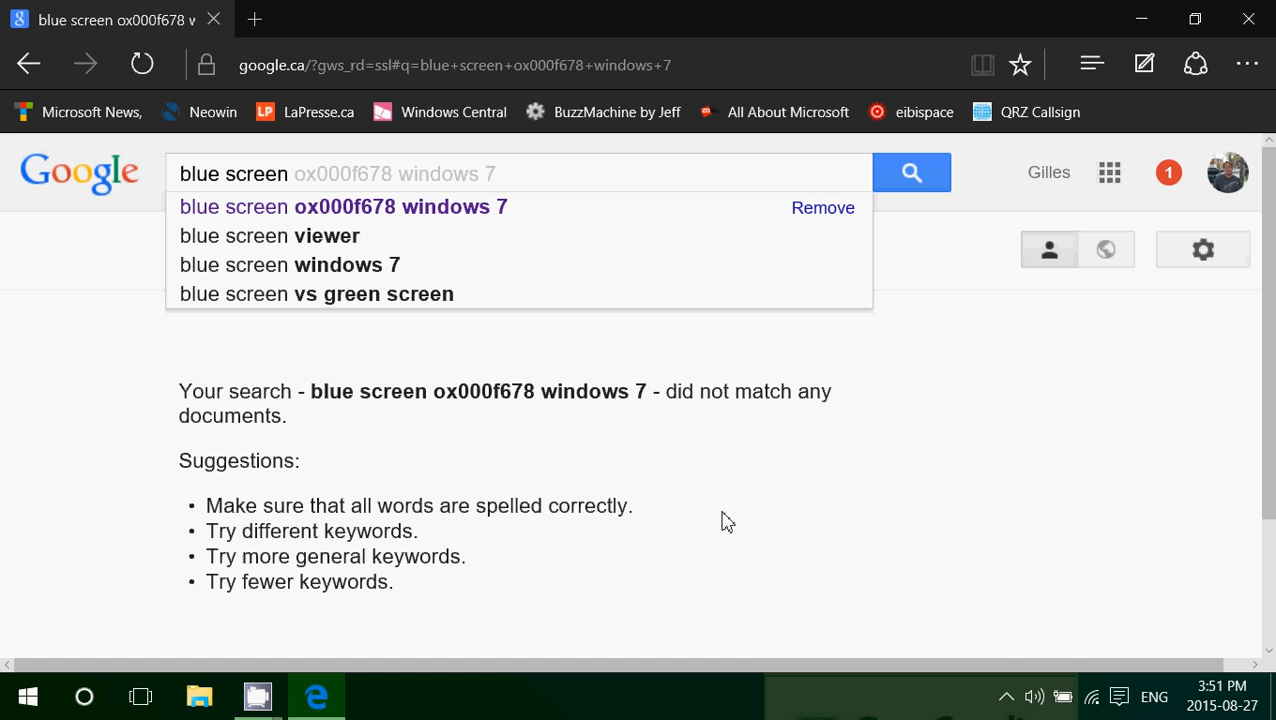 blue screen ox000f678 v
google.ca/?gws_rd=ssl#q=blue+screen+ox000f678+windows+7
Microsoft News, Neowin LP LaPresse.ca Windows Central BuzzMachine by Jeff All About Microsoft eibispace QRZ Callsign
Google blue screen ox000f678 windows 7 Gilles 1
blue screen ox000f678 windows 7 Remove
blue screen viewer
blue screen windows 7
blue screen vs green screen
Your search - blue screen ox000f678 windows 7 - did not match any
documents.
Suggestions:
• Make sure that all words are spelled correctly.
• Try different keywords.
• Try more general keywords.
• Try fewer keywords.
ENG 3:51 PM
2015-08-27